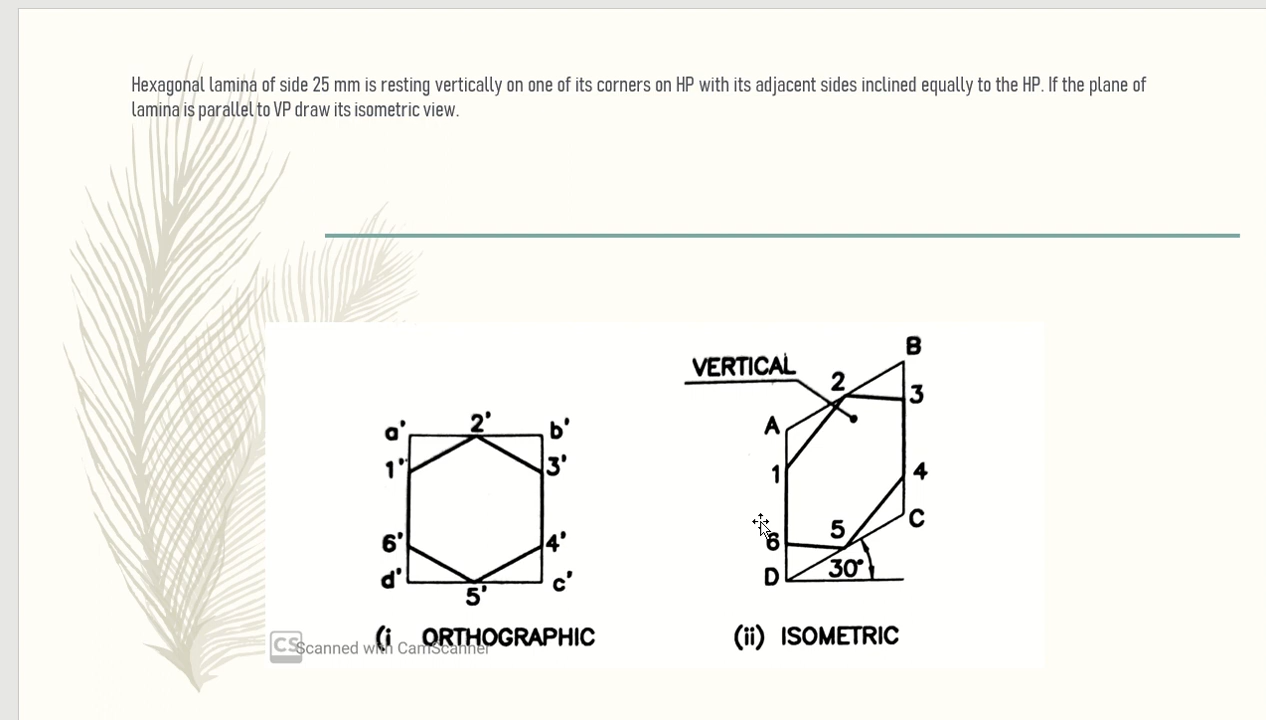 Hexagonal lamina of side 25 mm is resting vertically on one of its corners on HP with its adjacent sides inclined equally to the HP. If the plane of
lamina is parallel to VP draw its isometric view.
a'
2'
b'
1'
3'
6'
4'
d'
5'
c'
(i ORTHOGRAPHIC
CS
Scanned with CamScanner
VERTICAL
B
2
3
A
1
4
5
C
6
D
30°
(ii) ISOMETRIC